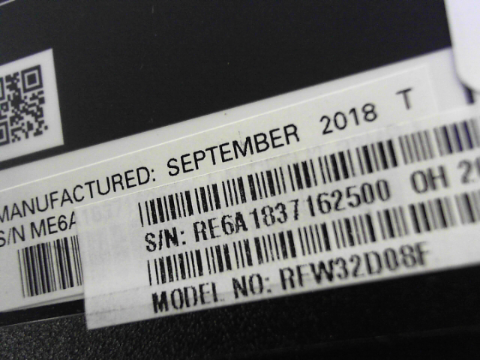 MANUFACTURED: SEPTEMBER 2018 T
S/N ME6A
S/N: RE6A1837162500 OH
MODEL NO: RFW32D08F